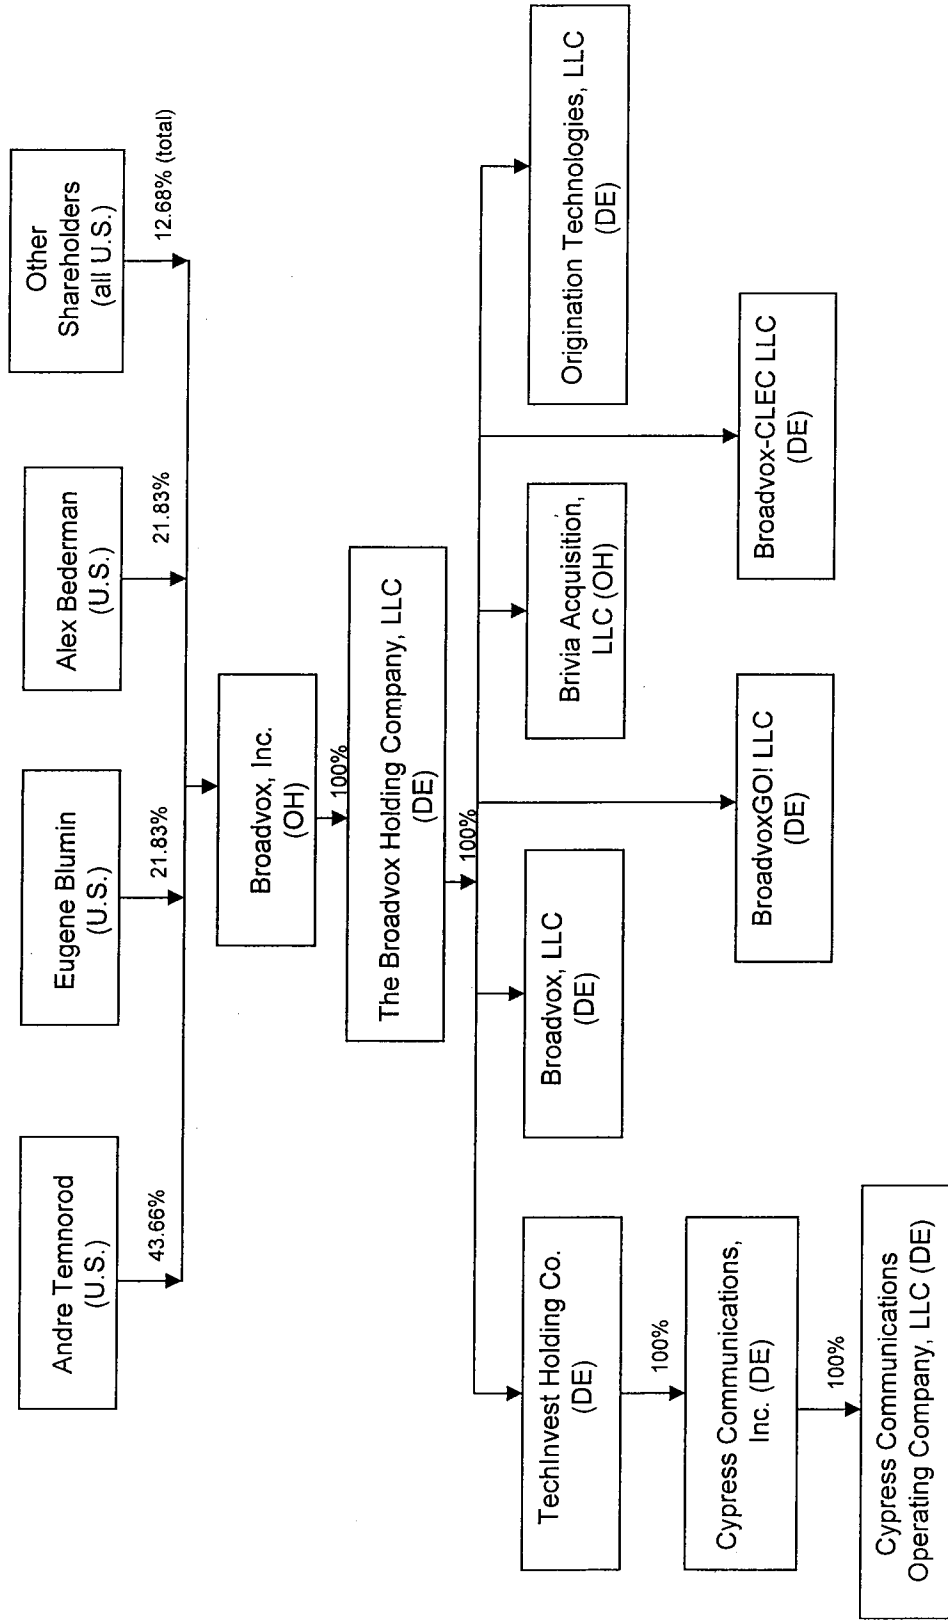 Andre Temnorod
(U.S.)
43.66%
Eugene Blumin
(U.S.)
21.83%
Alex Bederman
(U.S.)
21.83%
Other
Shareholders
(all U.S.)
12.68% (total)
Broadvox, Inc.
(OH)
100%
The Broadvox Holding Company, LLC
(DE)
100%
TechInvest Holding Co.
(DE)
100%
Cypress Communications,
Inc. (DE)
100%
Cypress Communications
Operating Company, LLC (DE)
Broadvox, LLC
(DE)
BroadvoxGO! LLC
(DE)
Brivia Acquisition,
LLC (OH)
Broadvox-CLEC LLC
(DE)
Origination Technologies, LLC
(DE)